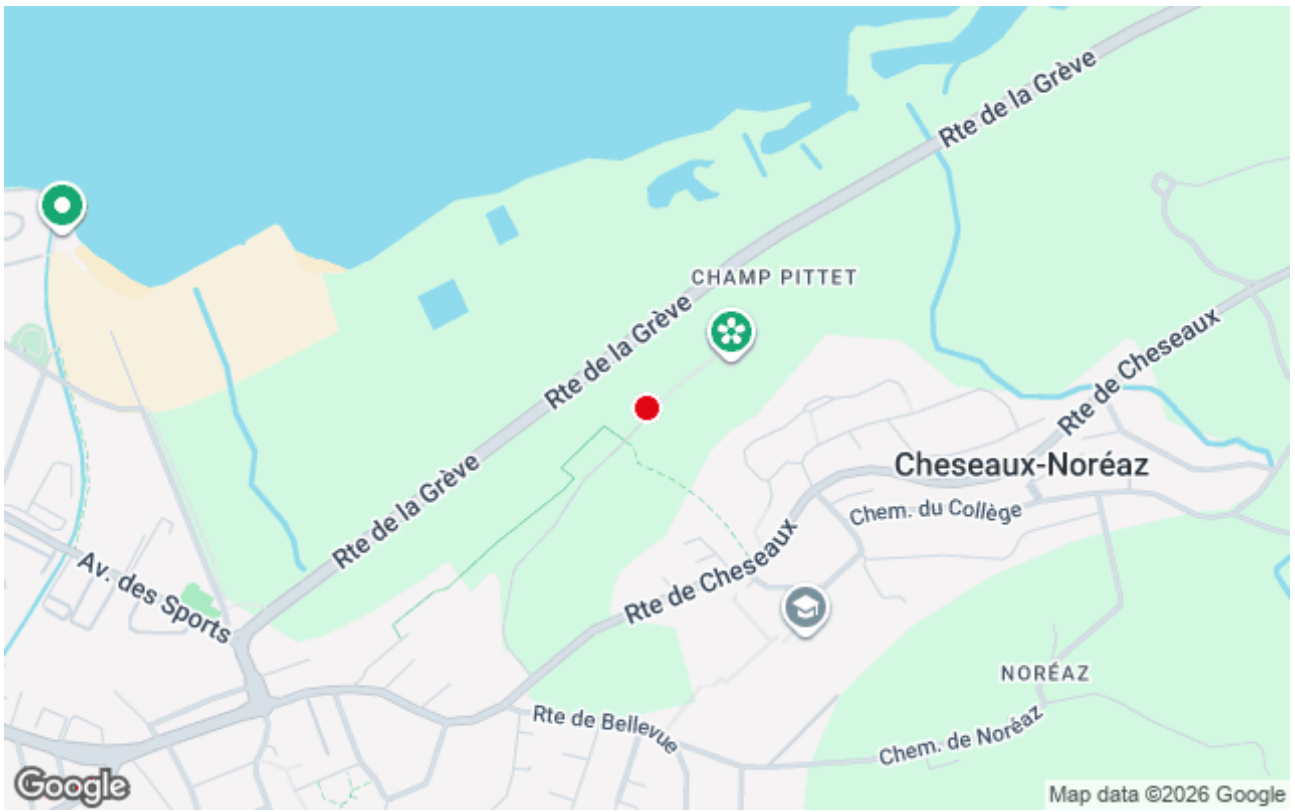 Rte de la Grève
CHAMP PITTET
Rte de la Grève
Rte de Cheseaux
Cheseaux-Noréaz
Rte de la Grève
Chem. du Collège
Av. des Sports
Rte de Cheseaux
NORÉAZ
Rte de Bellevue
Chem. de Noréaz
Google
Map data ©2026 Google